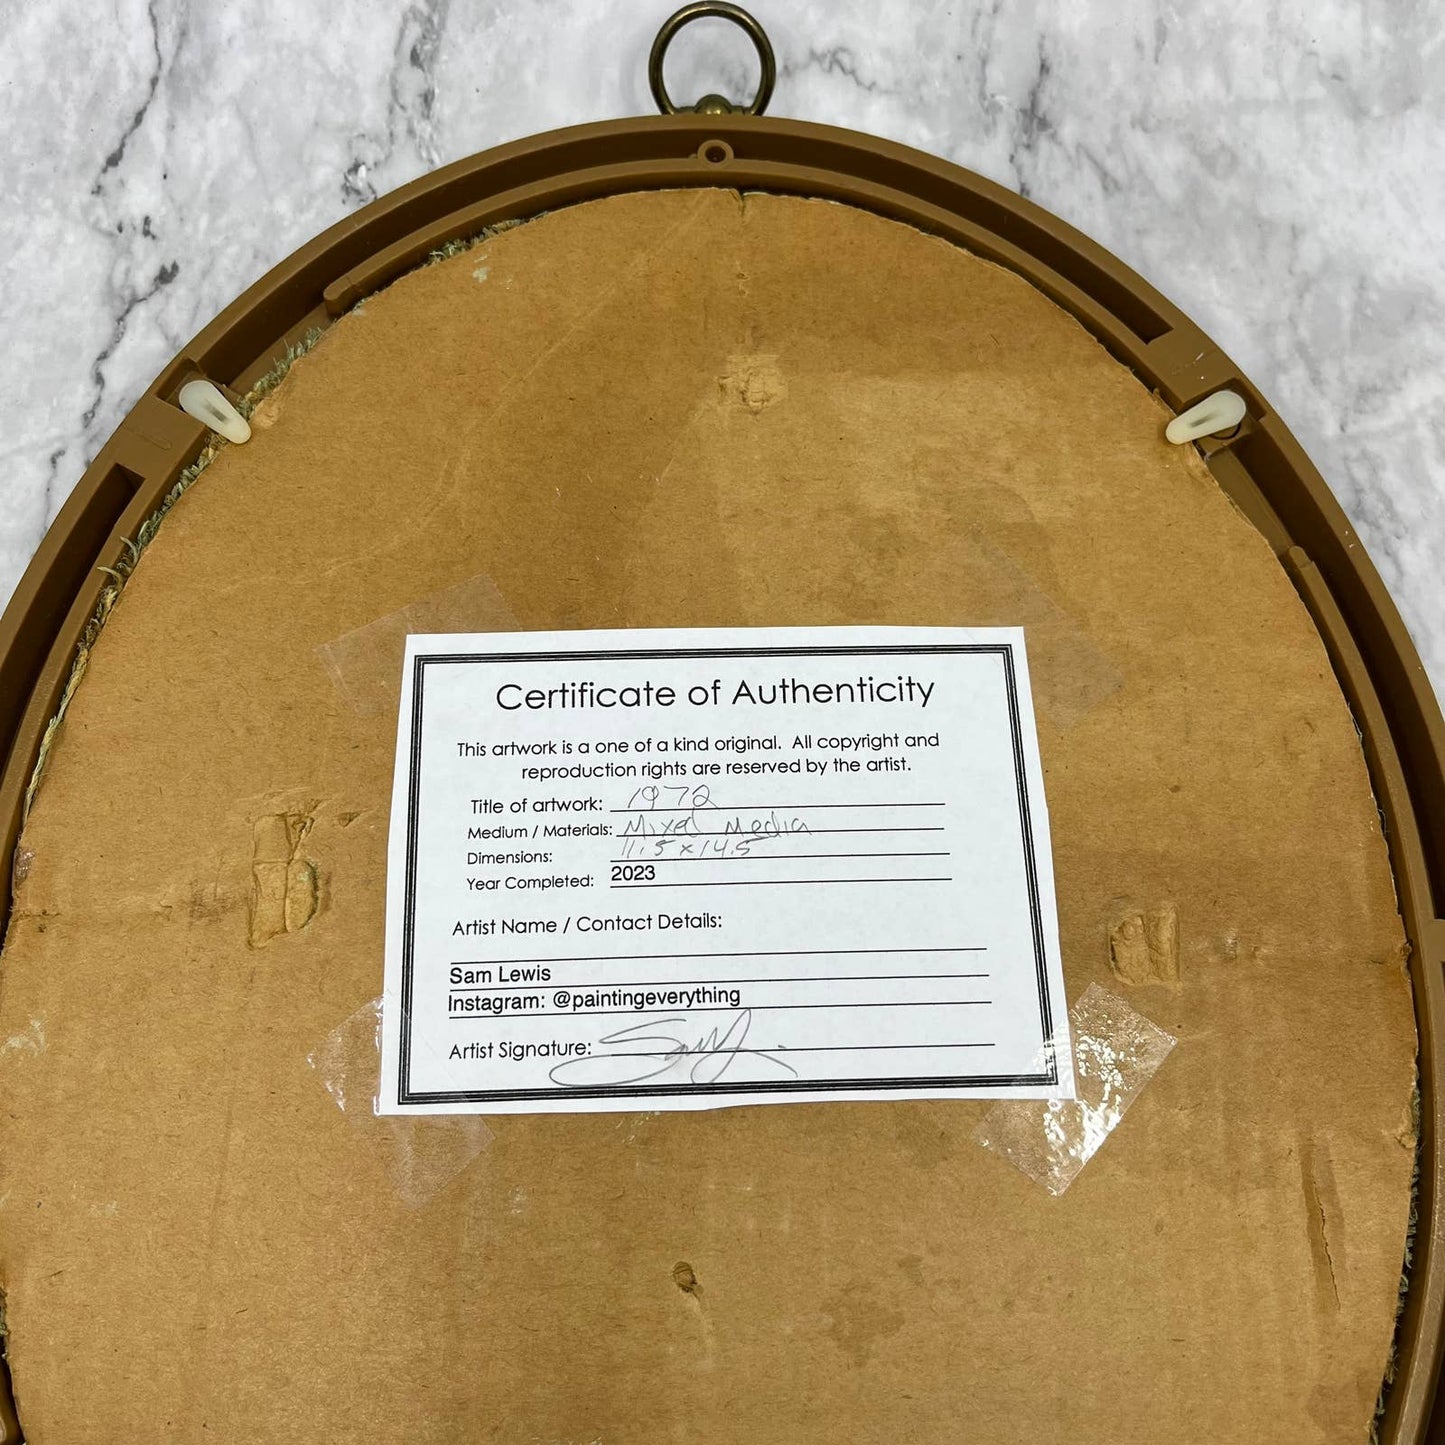 Certificate of Authenticity
This artwork is a one of a kind original. All copyright and
reproduction rights are reserved by the artist.
Title of artwork: 1972
Medium / Materials: Mixed Media
Dimensions: 11.5 x 14.5
Year Completed: 2023
Artist Name / Contact Details:
Sam Lewis
Instagram: @paintingeverything
Artist Signature: